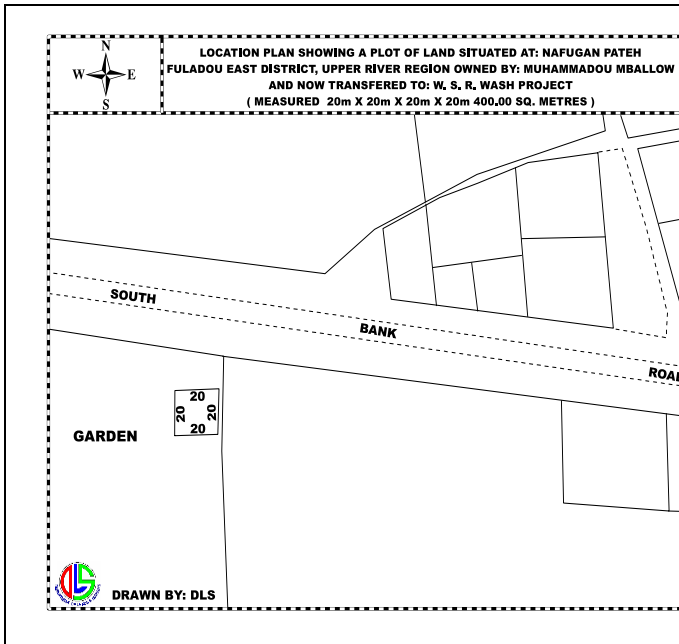 N
W E
S
LOCATION PLAN SHOWING A PLOT OF LAND SITUATED AT: NAFUGAN PATEH
FULADOU EAST DISTRICT, UPPER RIVER REGION OWNED BY: MUHAMMADOU MBALLOW
AND NOW TRANSFERED TO: W. S. R. WASH PROJECT
( MEASURED 20m X 20m X 20m X 20m 400.00 SQ. METRES )
SOUTH
BANK
ROAD
20
20 20
20
GARDEN
DLS
DRAWN BY: DLS